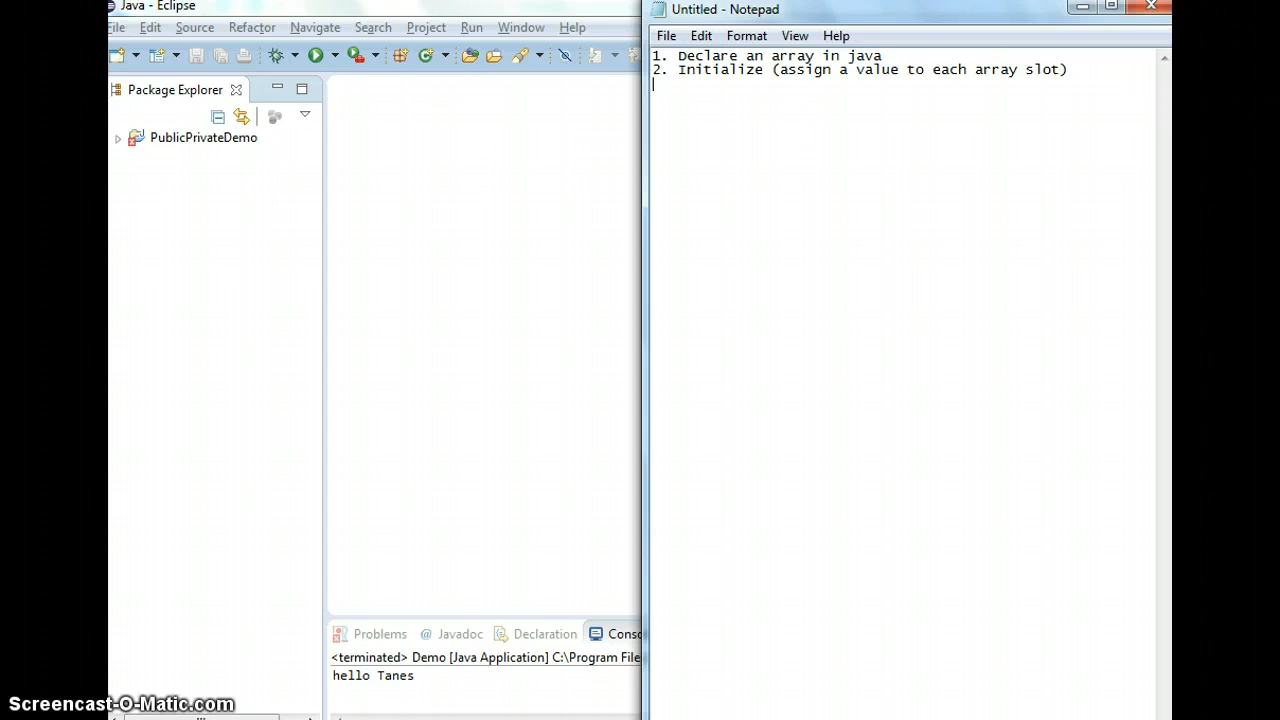 Java - Eclipse
File Edit Source Refactor Navigate Search Project Run Window Help
Package Explorer
PublicPrivateDemo
Problems @ Javadoc Declaration Conso
<terminated> Demo [Java Application] C:\Program File
hello Tanes
Untitled - Notepad
File Edit Format View Help
1. Declare an array in java
2. Initialize (assign a value to each array slot)
Screencast-O-Matic.com